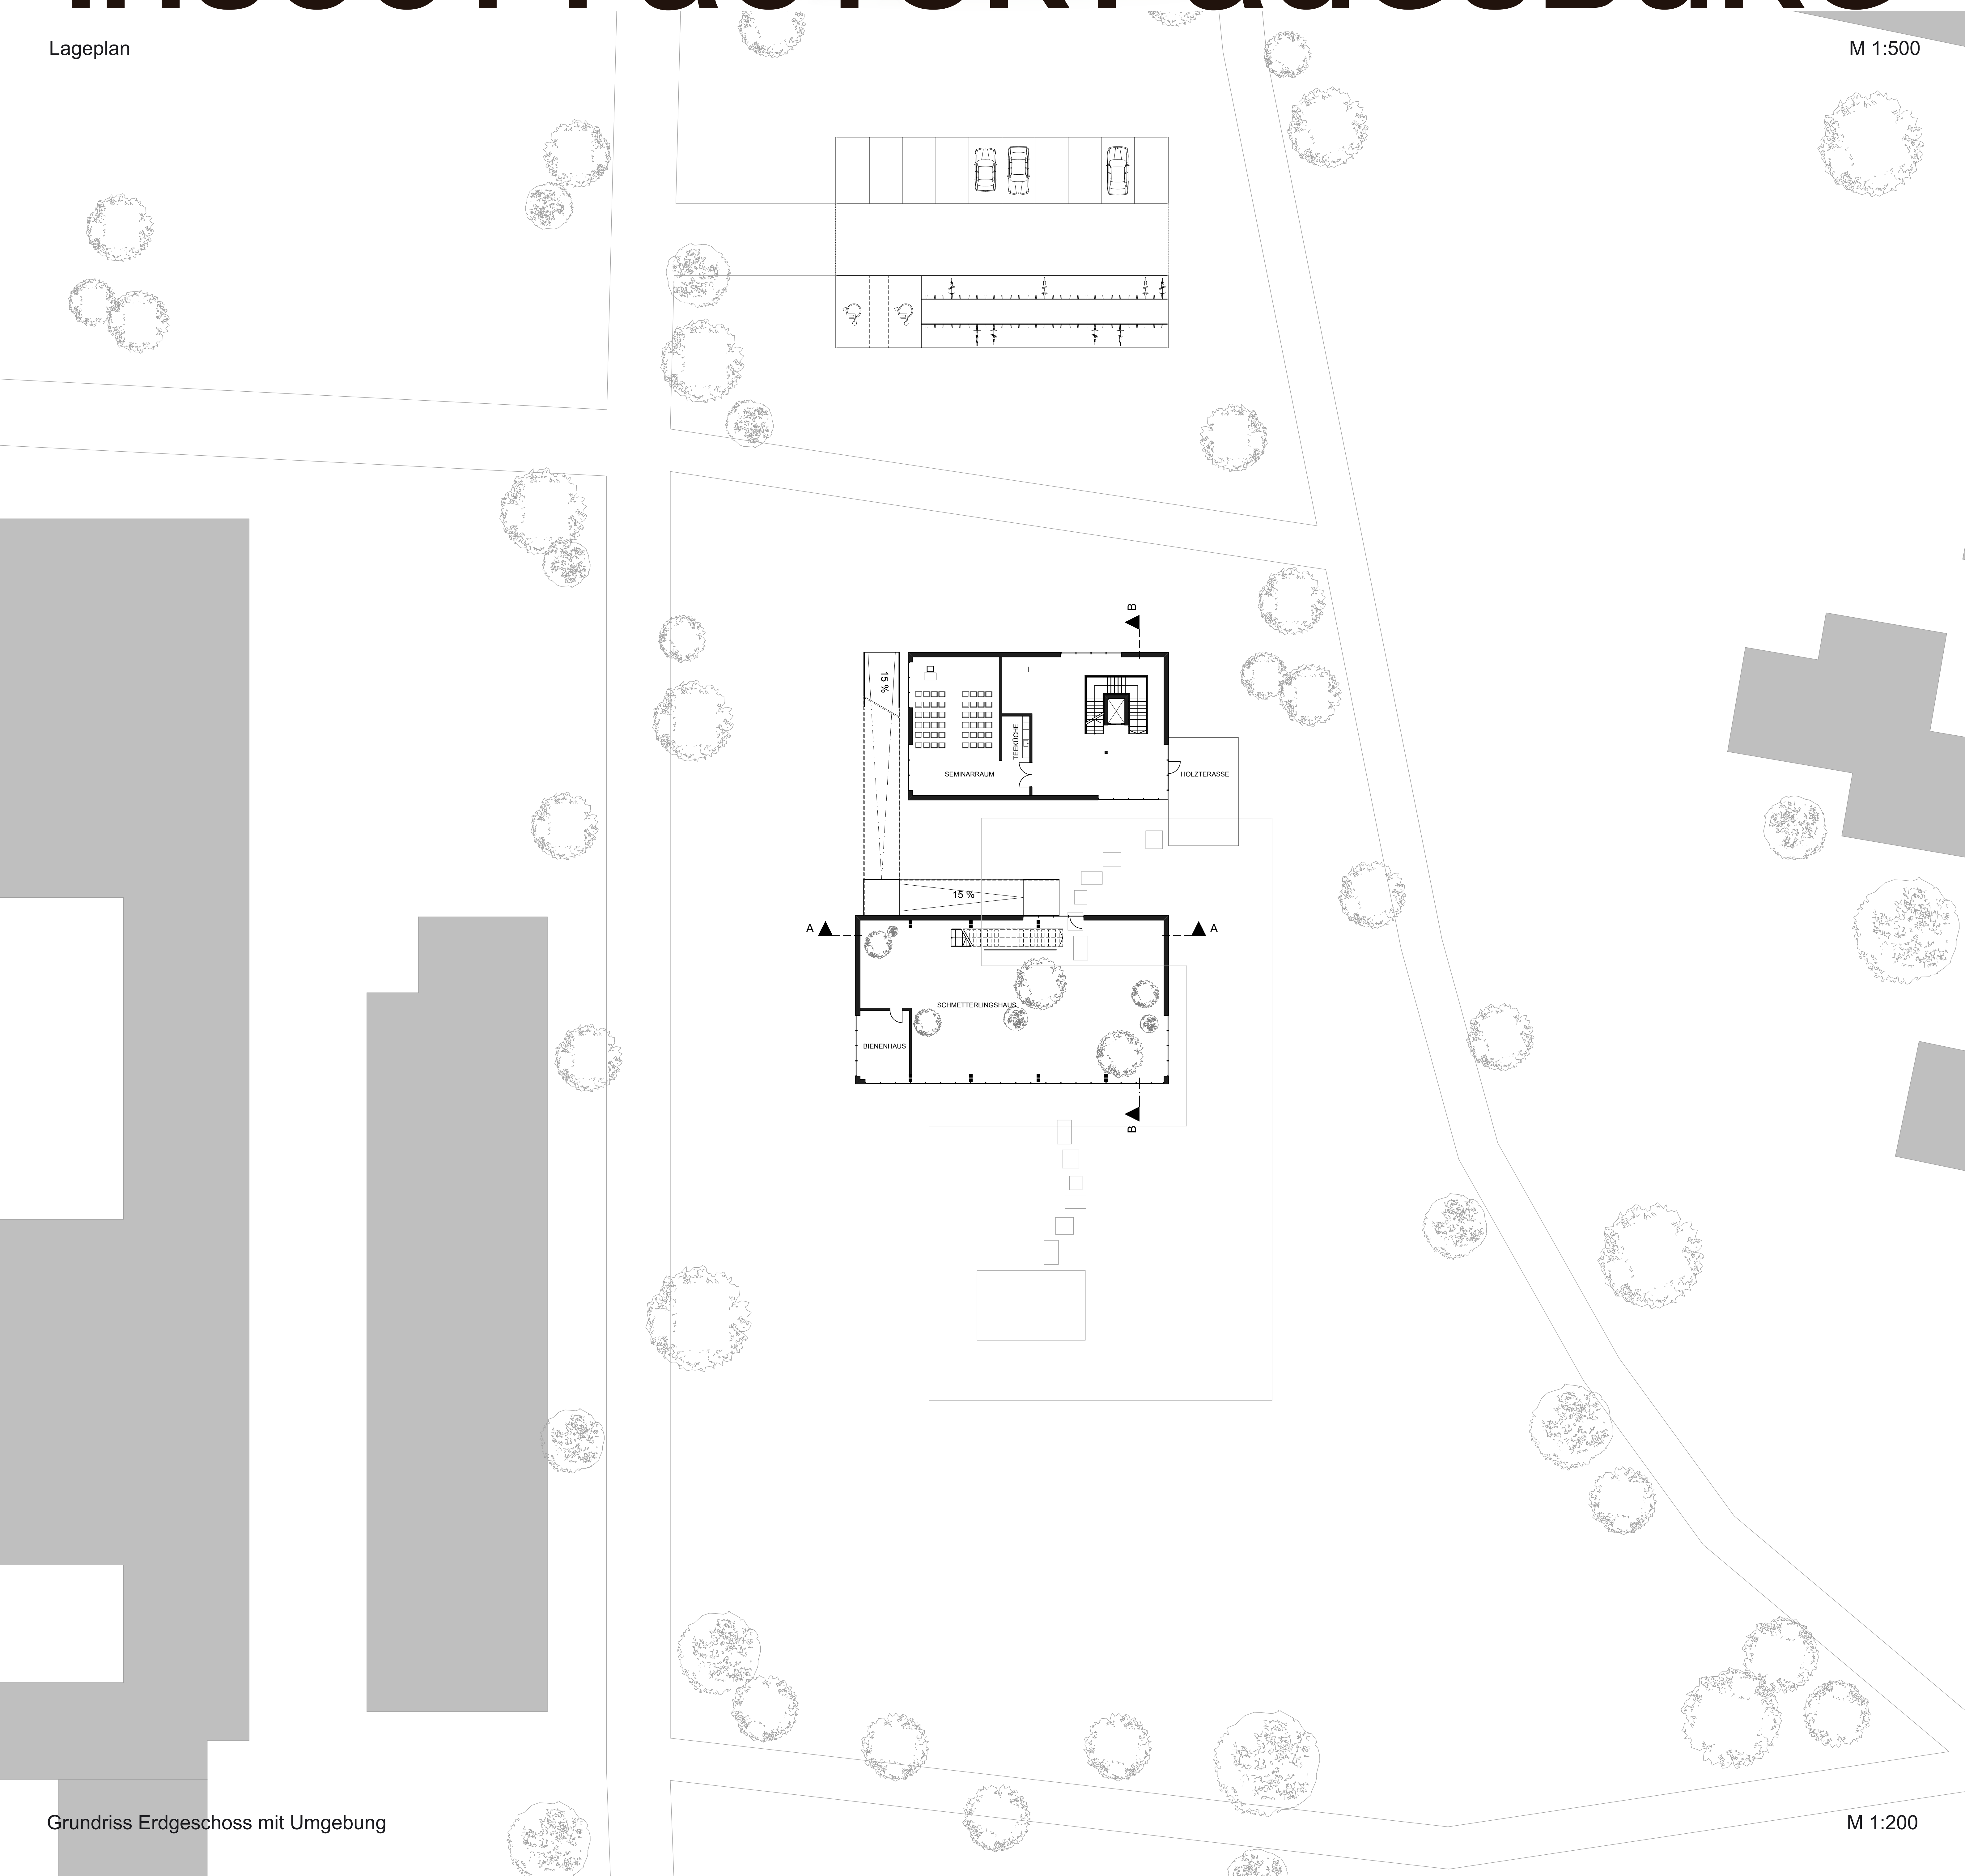 Lageplan
M 1:500
B
15 %
TEEKÜCHE
SEMINARRAUM
HOLZTERASSE
15 %
A
A
SCHMETTERLINGSHAUS
BIENENHAUS
B
Grundriss Erdgeschoss mit Umgebung
M 1:200